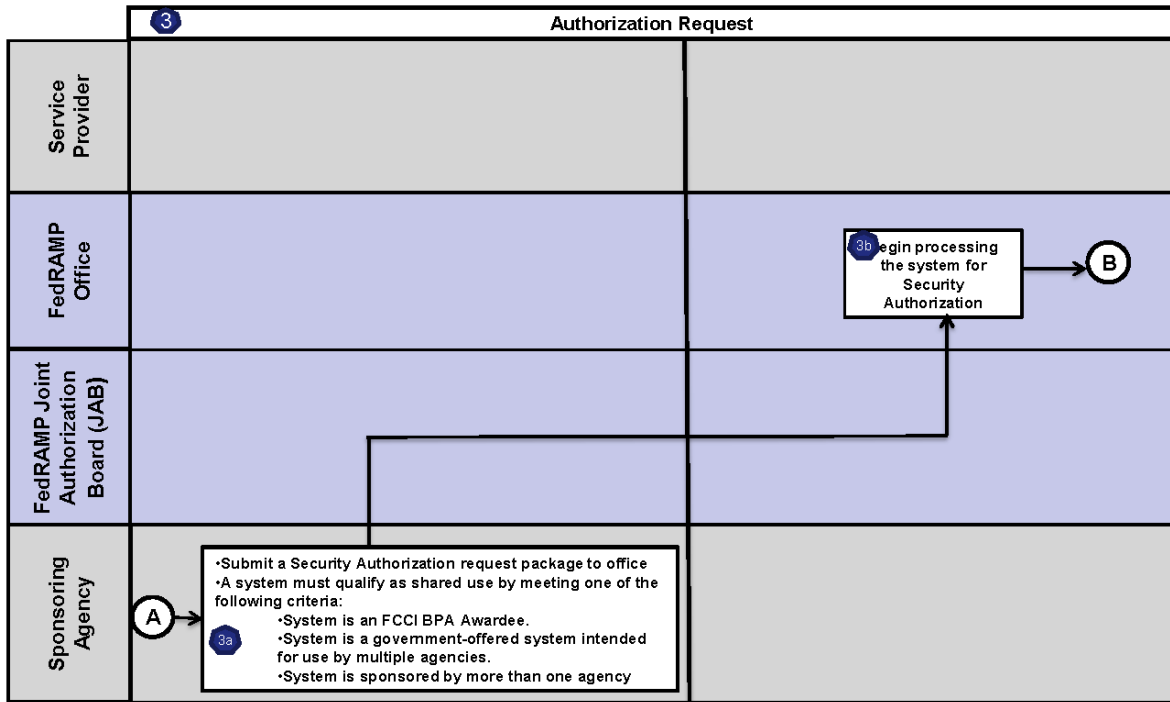 3
Authorization Request
Service
Provider
FedRAMP
Office
3b
egin processing
the system for
Security
Authorization
B
FedRAMP Joint
Authorization
Board (JAB)
Sponsoring
Agency
A
•Submit a Security Authorization request package to office
•A system must qualify as shared use by meeting one of the
following criteria:
•System is an FCCI BPA Awardee.
3a
•System is a government-offered system intended
for use by multiple agencies.
•System is sponsored by more than one agency